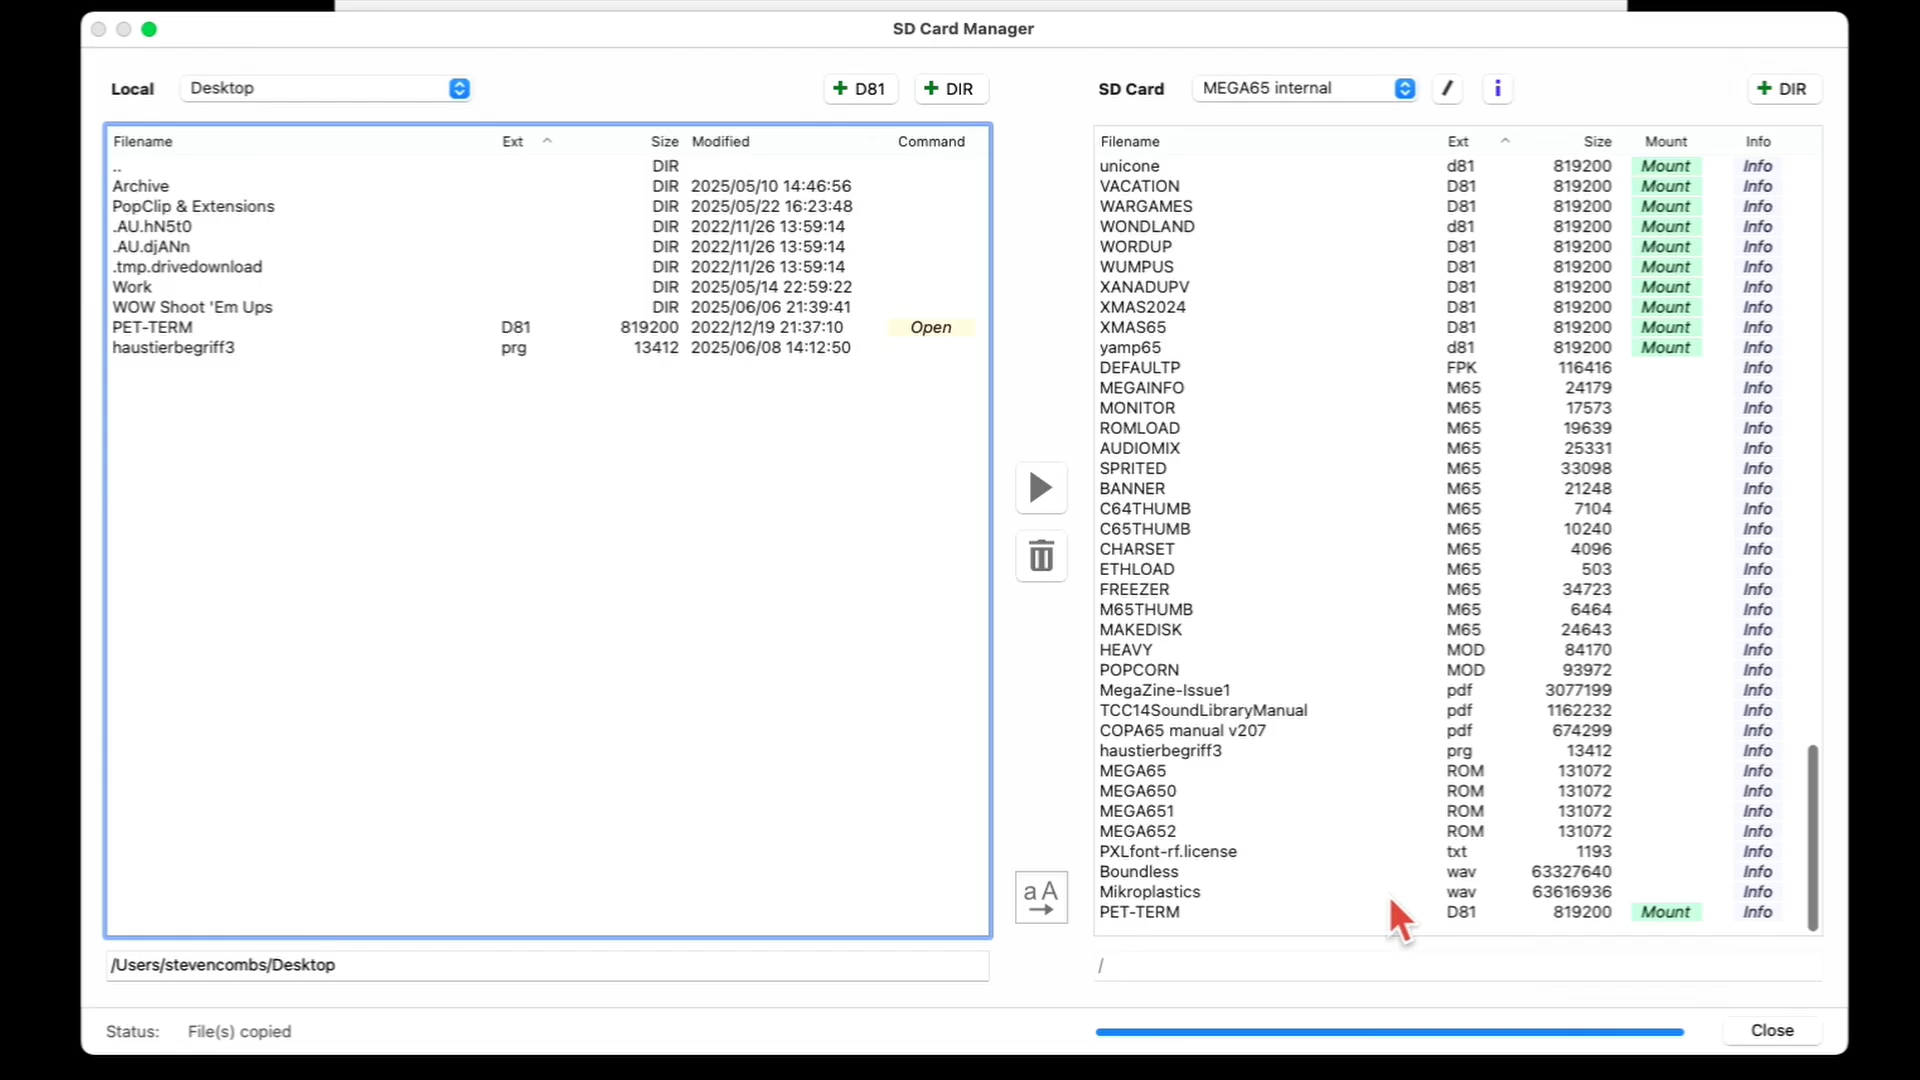 SD Card Manager
Local Desktop + D81 + DIR
Filename Ext Size Modified Command
.. DIR
Archive DIR 2025/05/10 14:46:56
PopClip & Extensions DIR 2025/05/22 16:23:48
.AU.hN5t0 DIR 2022/11/26 13:59:14
.AU.djANn DIR 2022/11/26 13:59:14
.tmp.drivedownload DIR 2022/11/26 13:59:14
Work DIR 2025/05/14 22:59:22
WOW Shoot 'Em Ups DIR 2025/06/06 21:39:41
PET-TERM D81 819200 2022/12/19 21:37:10 Open
haustierbegriff3 prg 13412 2025/06/08 14:12:50
/Users/stevencombs/Desktop
aA
SD Card MEGA65 internal / i + DIR
Filename Ext Size Mount Info
unicone d81 819200 Mount Info
VACATION D81 819200 Mount Info
WARGAMES D81 819200 Mount Info
WONDLAND d81 819200 Mount Info
WORDUP D81 819200 Mount Info
WUMPUS D81 819200 Mount Info
XANADUPV D81 819200 Mount Info
XMAS2024 D81 819200 Mount Info
XMAS65 D81 819200 Mount Info
yamp65 d81 819200 Mount Info
DEFAULTP FPK 116416 Info
MEGAINFO M65 24179 Info
MONITOR M65 17573 Info
ROMLOAD M65 19639 Info
AUDIOMIX M65 25331 Info
SPRITED M65 33098 Info
BANNER M65 21248 Info
C64THUMB M65 7104 Info
C65THUMB M65 10240 Info
CHARSET M65 4096 Info
ETHLOAD M65 503 Info
FREEZER M65 34723 Info
M65THUMB M65 6464 Info
MAKEDISK M65 24643 Info
HEAVY MOD 84170 Info
POPCORN MOD 93972 Info
MegaZine-Issue1 pdf 3077199 Info
TCC14SoundLibraryManual pdf 1162232 Info
COPA65 manual v207 pdf 674299 Info
haustierbegriff3 prg 13412 Info
MEGA65 ROM 131072 Info
MEGA650 ROM 131072 Info
MEGA651 ROM 131072 Info
MEGA652 ROM 131072 Info
PXLfont-rf.license txt 1193 Info
Boundless wav 63327640 Info
Mikroplastics wav 63616936 Info
PET-TERM D81 819200 Mount Info
/
Status: File(s) copied
Close